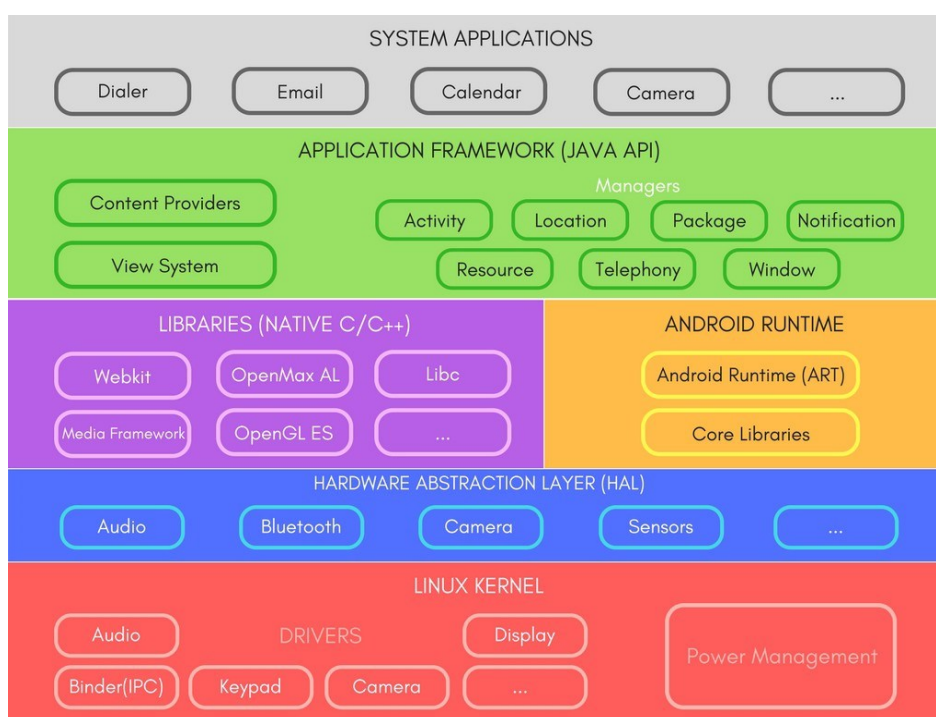 SYSTEM APPLICATIONS
Dialer
Email
Calendar
Camera
...
APPLICATION FRAMEWORK (JAVA API)
Managers
Content Providers
Activity
Location
Package
Notification
View System
Resource
Telephony
Window
LIBRARIES (NATIVE C/C++)
Webkit
OpenMax AL
Libc
Media Framework
OpenGL ES
...
ANDROID RUNTIME
Android Runtime (ART)
Core Libraries
HARDWARE ABSTRACTION LAYER (HAL)
Audio
Bluetooth
Camera
Sensors
...
LINUX KERNEL
Audio
DRIVERS
Display
Binder(IPC)
Keypad
Camera
...
Power Management